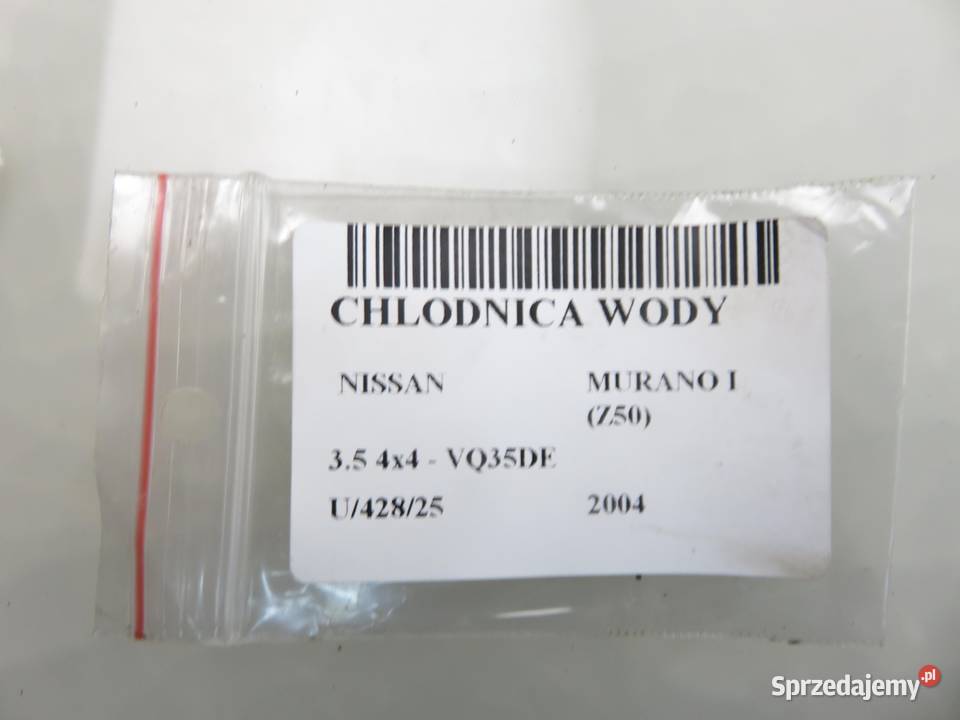 CHLODNICA WODY
NISSAN MURANO I
(Z50)
3.5 4x4 - VQ35DE
U/428/25 2004
Sprzedajemy.pl